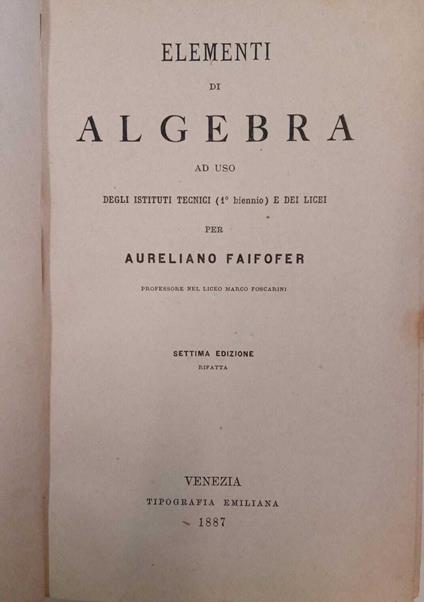 ELEMENTI
DI
ALGEBRA
AD USO
DEGLI ISTITUTI TECNICI (1º biennio) E DEI LICEI
PER
AURELIANO FAIFOFER
PROFESSORE NEL LICEO MARCO FOSCARINI
SETTIMA EDIZIONE
RIFATTA
VENEZIA
TIPOGRAFIA EMILIANA
1887